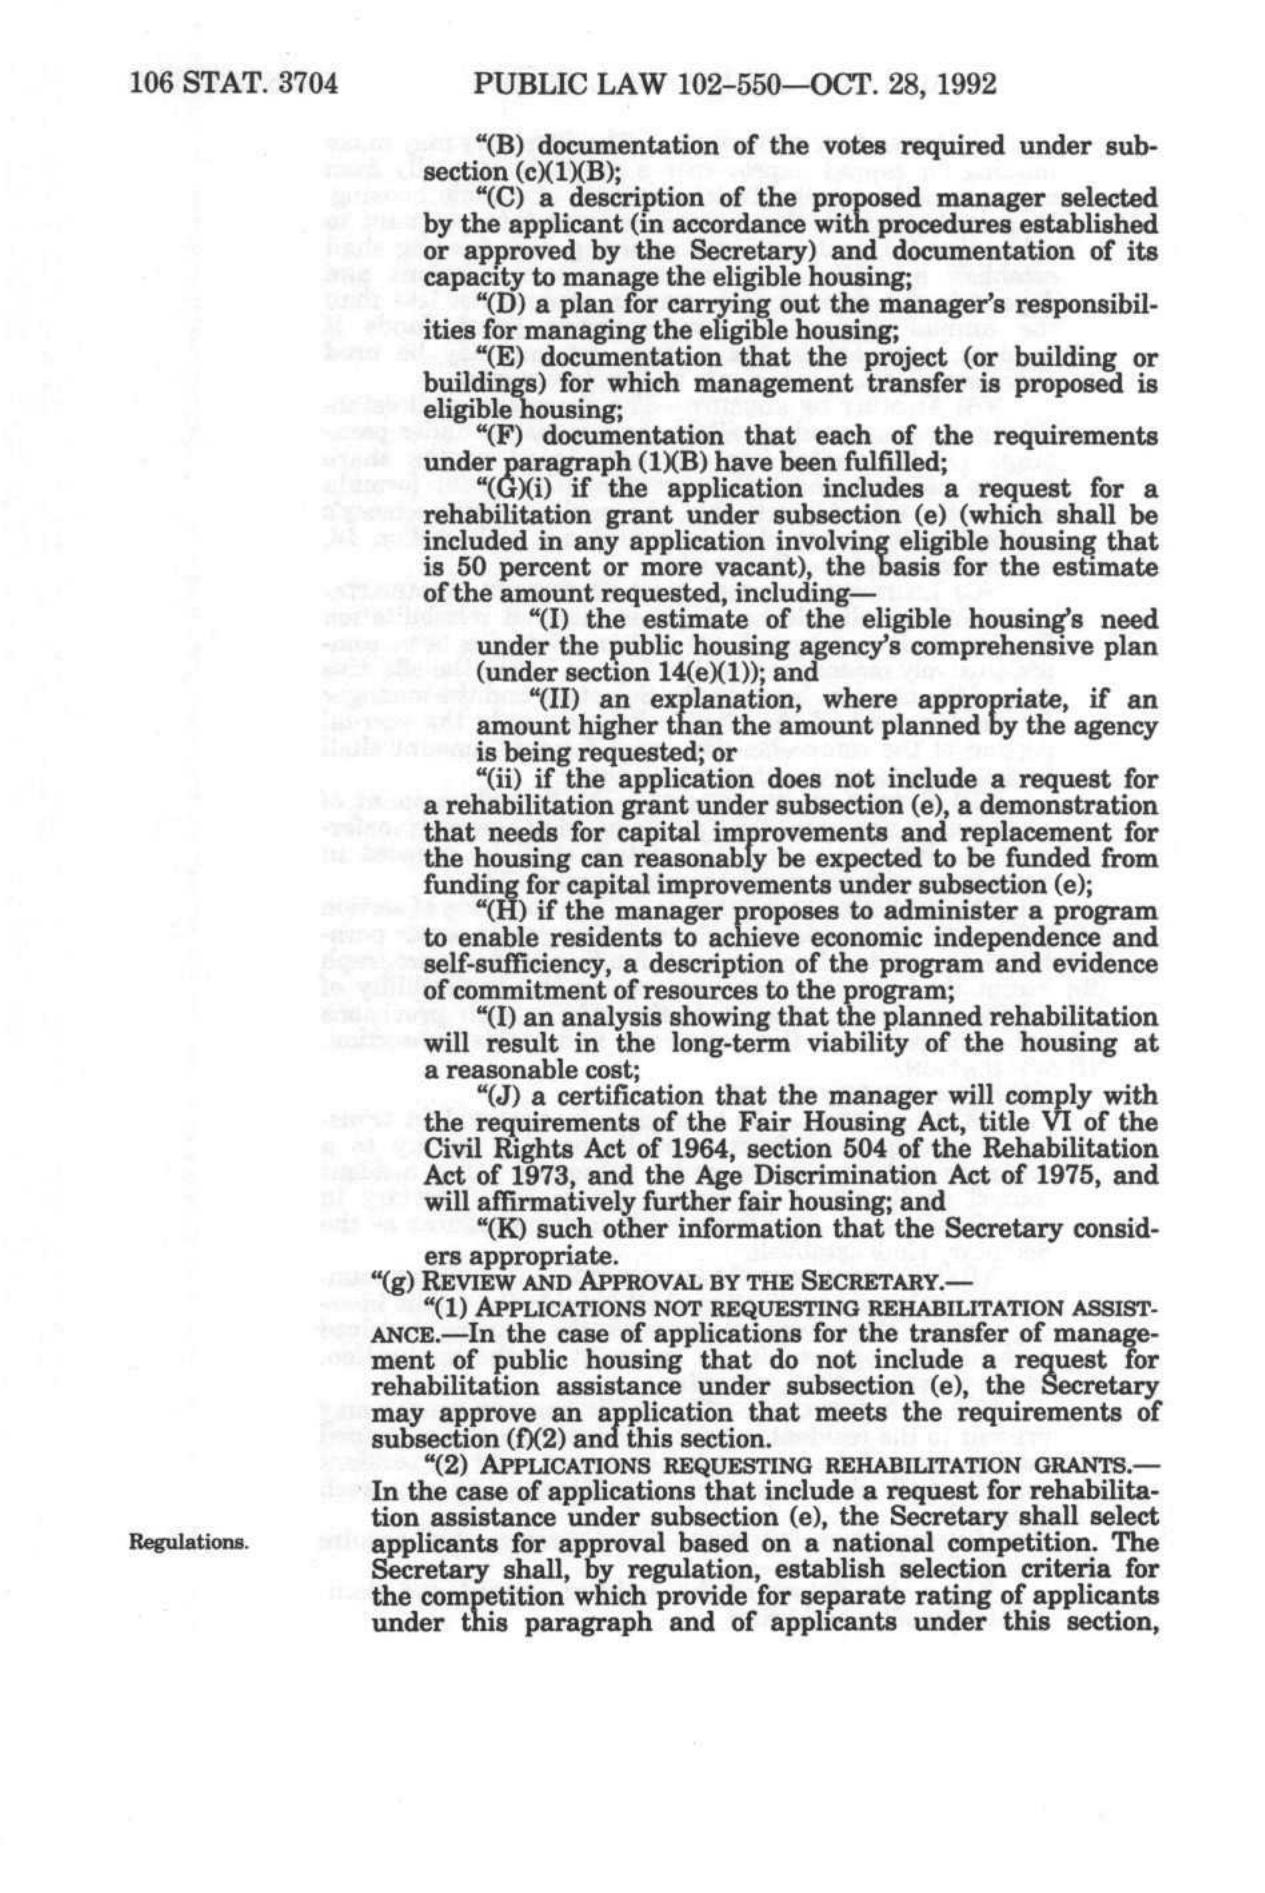 106 STAT. 3704 PUBLIC LAW 102-550—OCT. 28, 1992
“(B) documentation of the votes required under sub-
section (c)(1)(B);
“(C) a description of the proposed manager selected
by the applicant (in accordance with procedures established
or approved by the Secretary) and documentation of its
capacity to manage the eligible housing;
“(D) a plan for carrying out the manager's responsibil-
ities for managing the eligible housing;
“(E) documentation that the project (or building or
buildings) for which management transfer is proposed is
eligible housing;
“(F) documentation that each of the requirements
under paragraph (1)(B) have been fulfilled;
“(G)(i) if the application includes a request for a
rehabilitation grant under subsection (e) (which shall be
included in any application involving eligible housing that
is 50 percent or more vacant), the basis for the estimate
of the amount requested, including—
“(I) the estimate of the eligible housing's need
under the public housing agency's comprehensive plan
(under section 14(e)(1)); and
“(II) an explanation, where appropriate, if an
amount higher than the amount planned by the agency
is being requested; or
“(ii) if the application does not include a request for
a rehabilitation grant under subsection (e), a demonstration
that needs for capital improvements and replacement for
the housing can reasonably be expected to be funded from
funding for capital improvements under subsection (e);
“(H) if the manager proposes to administer a program
to enable residents to achieve economic independence and
self-sufficiency, a description of the program and evidence
of commitment of resources to the program;
“(I) an analysis showing that the planned rehabilitation
will result in the long-term viability of the housing at
a reasonable cost;
“(J) a certification that the manager will comply with
the requirements of the Fair Housing Act, title VI of the
Civil Rights Act of 1964, section 504 of the Rehabilitation
Act of 1973, and the Age Discrimination Act of 1975, and
will affirmatively further fair housing; and
“(K) such other information that the Secretary consid-
ers appropriate.
“(g) REVIEW AND APPROVAL BY THE SECRETARY.—
“(1) APPLICATIONS NOT REQUESTING REHABILITATION ASSIST-
ANCE.—In the case of applications for the transfer of manage-
ment of public housing that do not include a request for
rehabilitation assistance under subsection (e), the Secretary
may approve an application that meets the requirements of
subsection (f)(2) and this section.
“(2) APPLICATIONS REQUESTING REHABILITATION GRANTS.—
In the case of applications that include a request for rehabilita-
tion assistance under subsection (e), the Secretary shall select
Regulations. applicants for approval based on a national competition. The
Secretary shall, by regulation, establish selection criteria for
the competition which provide for separate rating of applicants
under this paragraph and of applicants under this section,